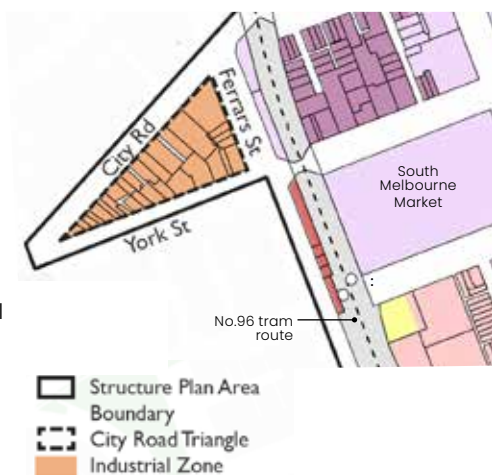 City Rd
Ferrars St
York St
South
Melbourne
Market
No.96 tram
route
Structure Plan Area
Boundary
City Road Triangle
Industrial Zone